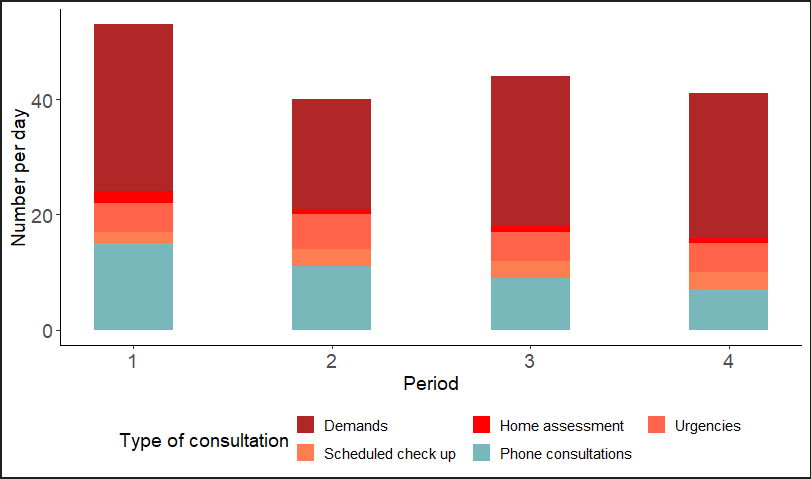 Number per day
40
20
0
1 2 3 4
Period
Type of consultation
Demands Home assessment Urgencies
Scheduled check up Phone consultations